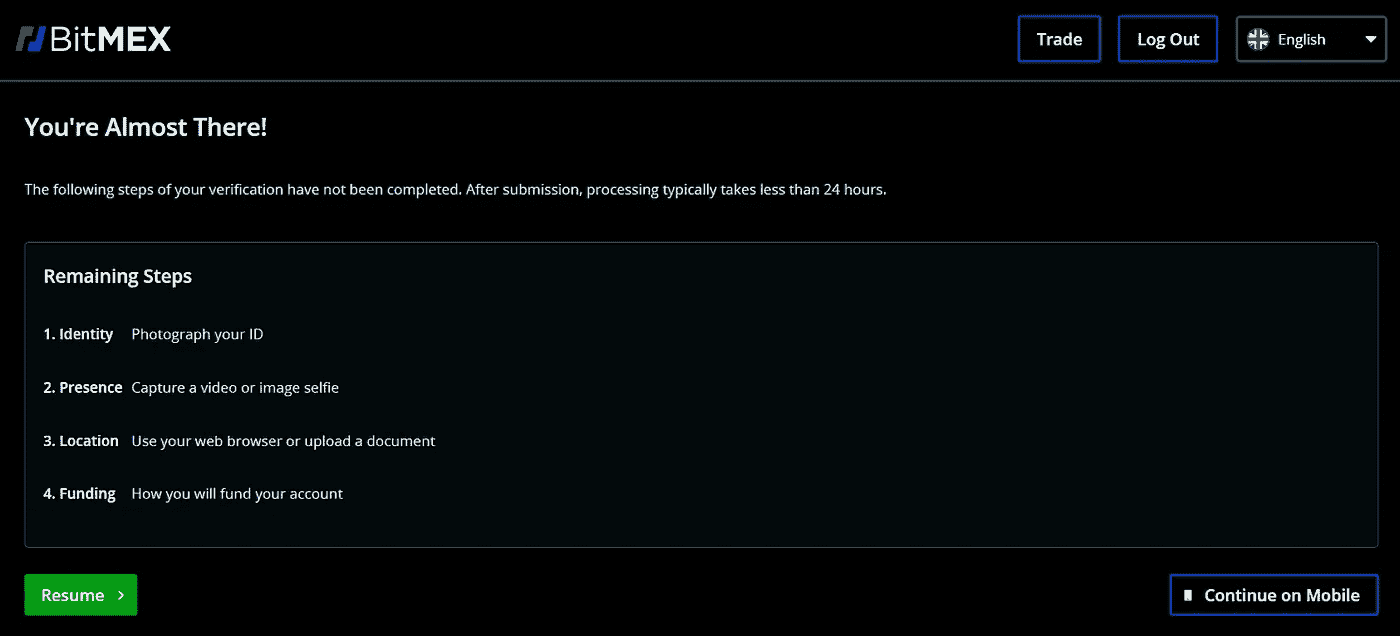 BitMEX
Trade
Log Out
English
You're Almost There!
The following steps of your verification have not been completed. After submission, processing typically takes less than 24 hours.
Remaining Steps
1. Identity Photograph your ID
2. Presence Capture a video or image selfie
3. Location Use your web browser or upload a document
4. Funding How you will fund your account
Resume
Continue on Mobile